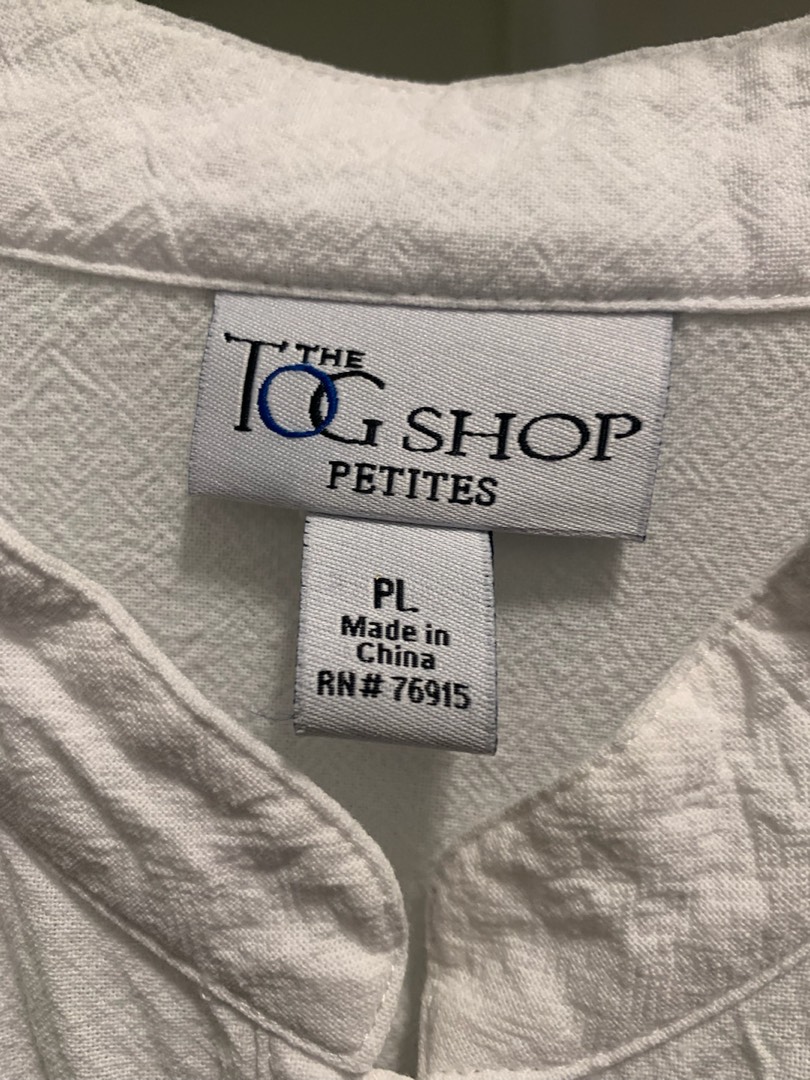 THE
TOG SHOP
PETITES
PL
Made in
China
RN# 76915